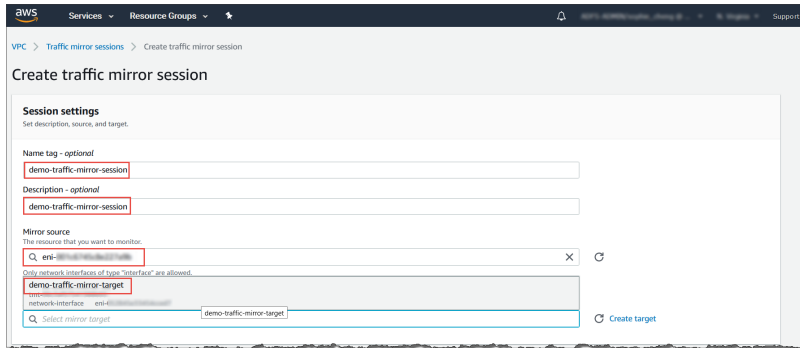 aws
Services
Resource Groups
Support
VPC > Traffic mirror sessions > Create traffic mirror session
Create traffic mirror session
Session settings
Set description, source, and target.
Name tag - optional
demo-traffic-mirror-session
Description - optional
demo-traffic-mirror-session
Mirror source
The resource that you want to monitor.
eni-
Only network interfaces of type "interface" are allowed.
demo-traffic-mirror-target
network-interface eni-
demo-traffic-mirror-target
Select mirror target
Create target